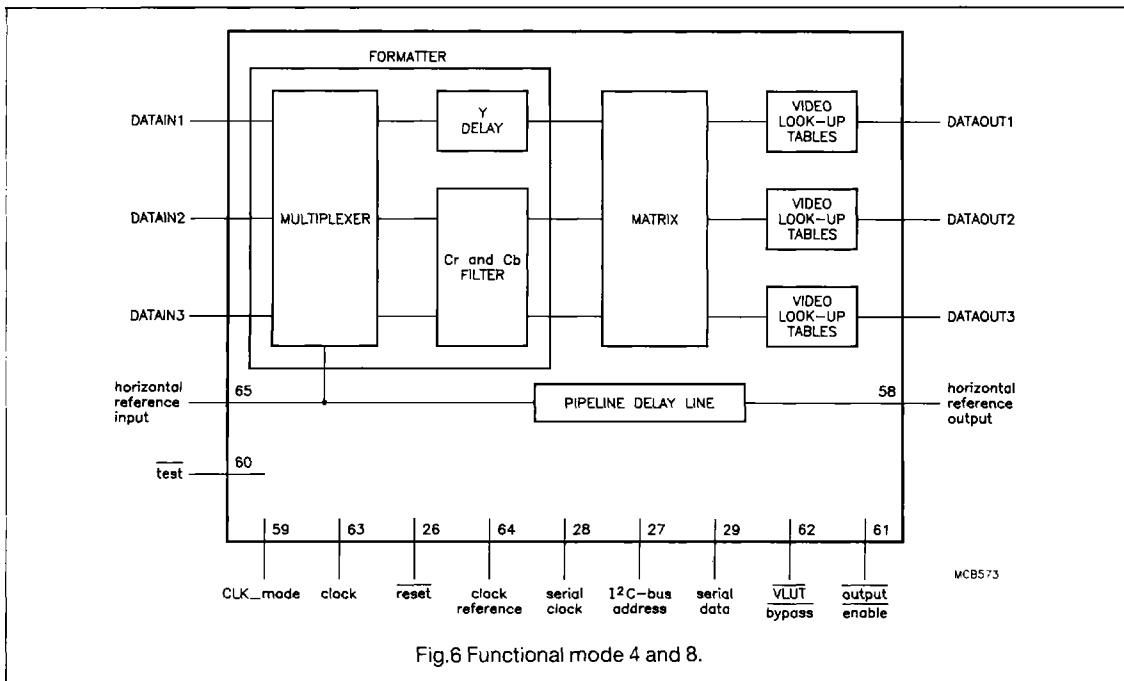 FORMATTER
DATAIN1
DATAIN2
DATAIN3
MULTIPLEXER
Y
DELAY
Cr and Cb
FILTER
MATRIX
VIDEO
LOOK-UP
TABLES
VIDEO
LOOK-UP
TABLES
VIDEO
LOOK-UP
TABLES
DATAOUT1
DATAOUT2
DATAOUT3
horizontal
reference
input
65
PIPELINE DELAY LINE
58
horizontal
reference
output
test
60
59
63
26
64
28
27
29
62
61
CLK_mode
clock
reset
clock
reference
serial
clock
I²C-bus
address
serial
data
VLUT
bypass
output
enable
MCB573
Fig.6 Functional mode 4 and 8.